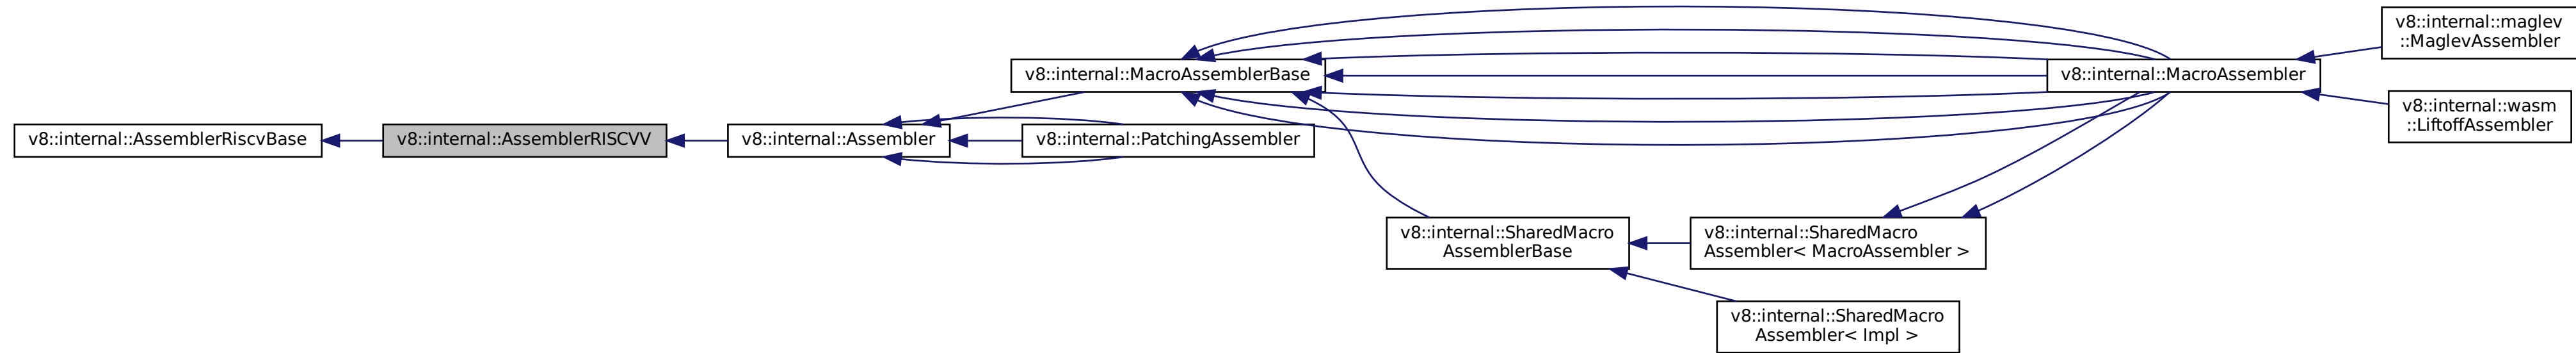 v8::internal::AssemblerRiscvBase
v8::internal::AssemblerRISCVV
v8::internal::Assembler
v8::internal::MacroAssemblerBase
v8::internal::PatchingAssembler
v8::internal::SharedMacro
AssemblerBase
v8::internal::SharedMacro
Assembler< MacroAssembler >
v8::internal::SharedMacro
Assembler< Impl >
v8::internal::MacroAssembler
v8::internal::maglev
::MaglevAssembler
v8::internal::wasm
::LiftoffAssembler